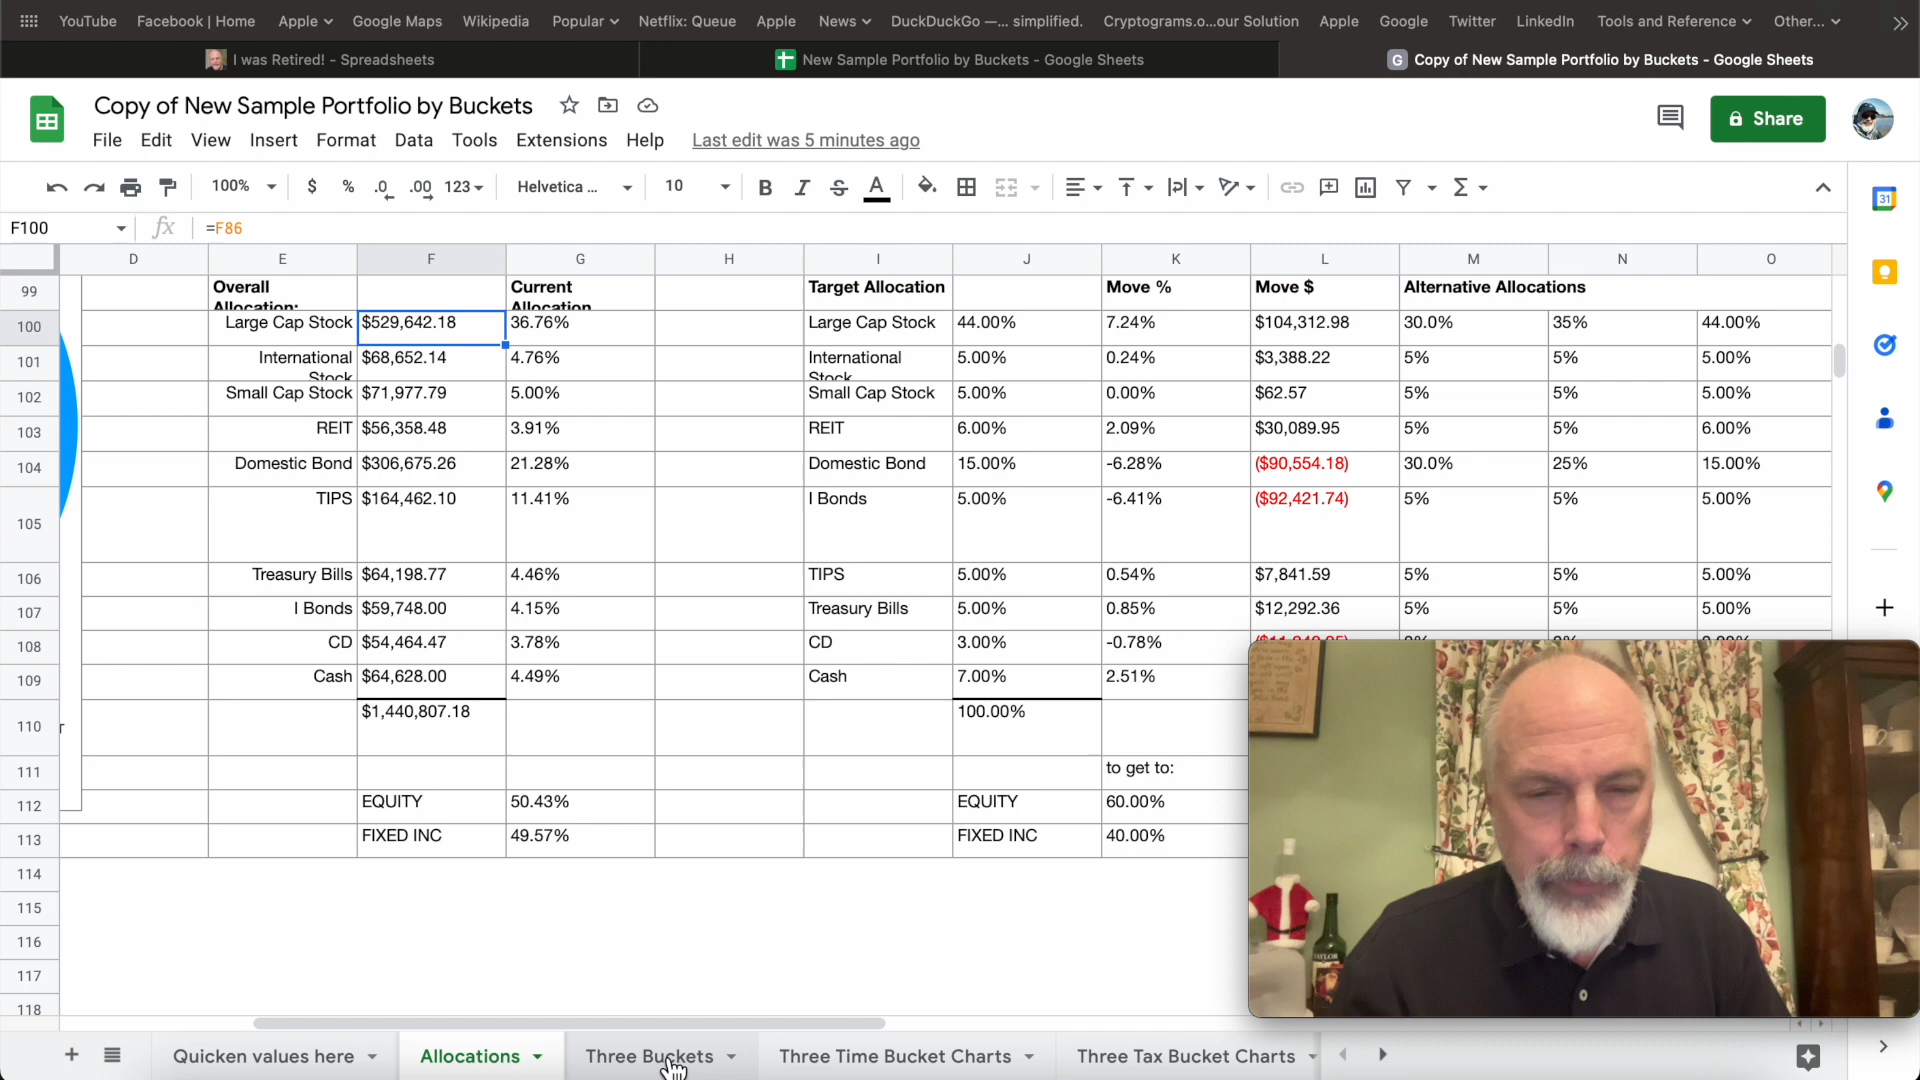 YouTube Facebook | Home Apple Google Maps Wikipedia Popular Netflix: Queue Apple News DuckDuckGo —... simplified. Cryptograms.o...our Solution Apple Google Twitter LinkedIn Tools and Reference Other...
I was Retired! - Spreadsheets New Sample Portfolio by Buckets - Google Sheets G Copy of New Sample Portfolio by Buckets - Google Sheets
Copy of New Sample Portfolio by Buckets
Share
File Edit View Insert Format Data Tools Extensions Help Last edit was 5 minutes ago
100% $ % .0 .00 123 Helvetica ... 10 B I S A
31
F100 fx =F86
D E F G H I J K L M N O
99 Overall Allocation: Current Allocation Target Allocation Move % Move $ Alternative Allocations
100 Large Cap Stock $529,642.18 36.76% Large Cap Stock 44.00% 7.24% $104,312.98 30.0% 35% 44.00%
101 International Stock $68,652.14 4.76% International Stock 5.00% 0.24% $3,388.22 5% 5% 5.00%
102 Small Cap Stock $71,977.79 5.00% Small Cap Stock 5.00% 0.00% $62.57 5% 5% 5.00%
103 REIT $56,358.48 3.91% REIT 6.00% 2.09% $30,089.95 5% 5% 6.00%
104 Domestic Bond $306,675.26 21.28% Domestic Bond 15.00% -6.28% ($90,554.18) 30.0% 25% 15.00%
105 TIPS $164,462.10 11.41% I Bonds 5.00% -6.41% ($92,421.74) 5% 5% 5.00%
106 Treasury Bills $64,198.77 4.46% TIPS 5.00% 0.54% $7,841.59 5% 5% 5.00%
107 I Bonds $59,748.00 4.15% Treasury Bills 5.00% 0.85% $12,292.36 5% 5% 5.00%
108 CD $54,464.47 3.78% CD 3.00% -0.78%
109 Cash $64,628.00 4.49% Cash 7.00% 2.51%
110 $1,440,807.18 100.00%
111 to get to:
112 EQUITY 50.43% EQUITY 60.00%
113 FIXED INC 49.57% FIXED INC 40.00%
114
115
116
117
118
TAYLOR
Quicken values here Allocations Three Buckets Three Time Bucket Charts Three Tax Bucket Charts